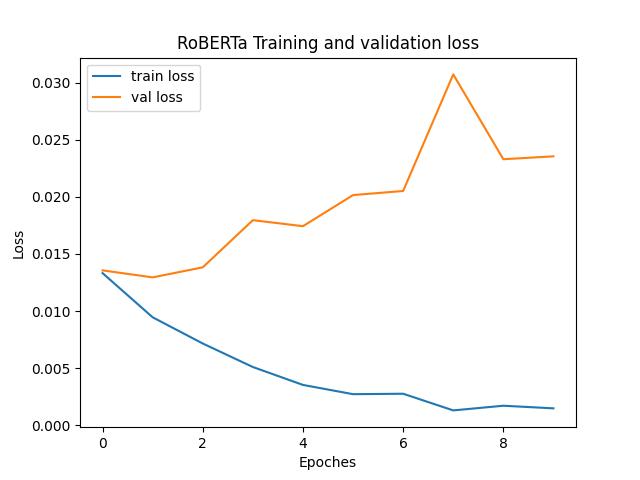 RoBERTa Training and validation loss
train loss
val loss
0.030
0.025
0.020
0.015
0.010
0.005
0.000
Loss
0 2 4 6 8
Epoches